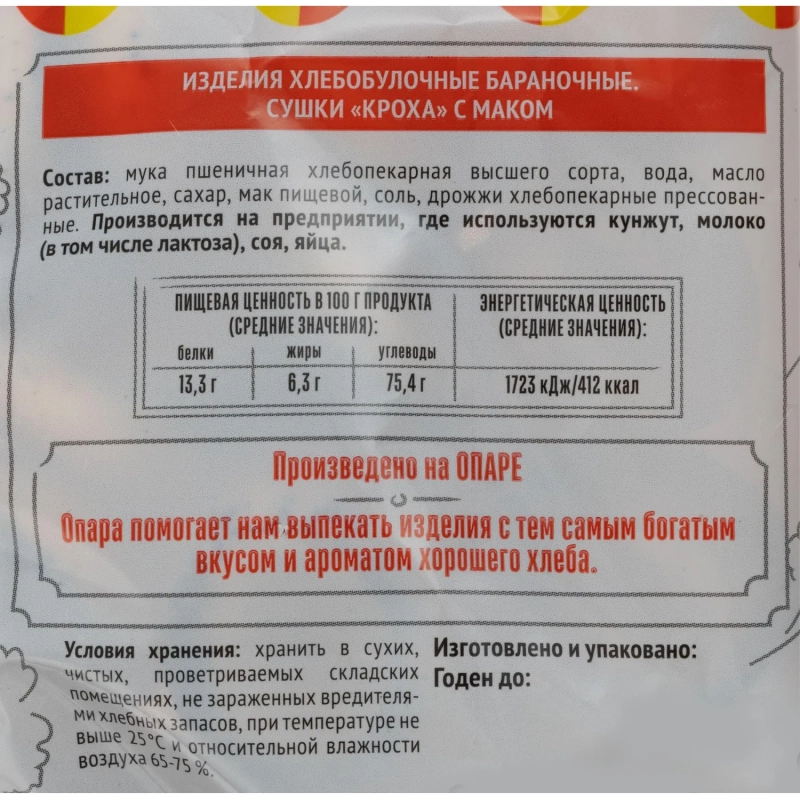 ИЗДЕЛИЯ ХЛЕБОБУЛОЧНЫЕ БАРАНОЧНЫЕ.
СУШКИ «КРОХА» С МАКОМ
Состав: мука пшеничная хлебопекарная высшего сорта, вода, масло
растительное, сахар, мак пищевой, соль, дрожжи хлебопекарные прессован-
ные. Производится на предприятии, где используются кунжут, молоко
(в том числе лактоза), соя, яйца.
ПИЩЕВАЯ ЦЕННОСТЬ В 100 Г ПРОДУКТА
(СРЕДНИЕ ЗНАЧЕНИЯ):
белки жиры углеводы
13,3 г 6,3 г 75,4 г
ЭНЕРГЕТИЧЕСКАЯ ЦЕННОСТЬ
(СРЕДНИЕ ЗНАЧЕНИЯ):
1723 кДж/412 ккал
Произведено на ОПАРЕ
Опара помогает нам выпекать изделия с тем самым богатым
вкусом и ароматом хорошего хлеба.
Условия хранения: хранить в сухих,
чистых, проветриваемых складских
помещениях, не зараженных вредителя-
ми хлебных запасов, при температуре не
выше 25°С и относительной влажности
воздуха 65-75 %.
Изготовлено и упаковано:
Годен до: